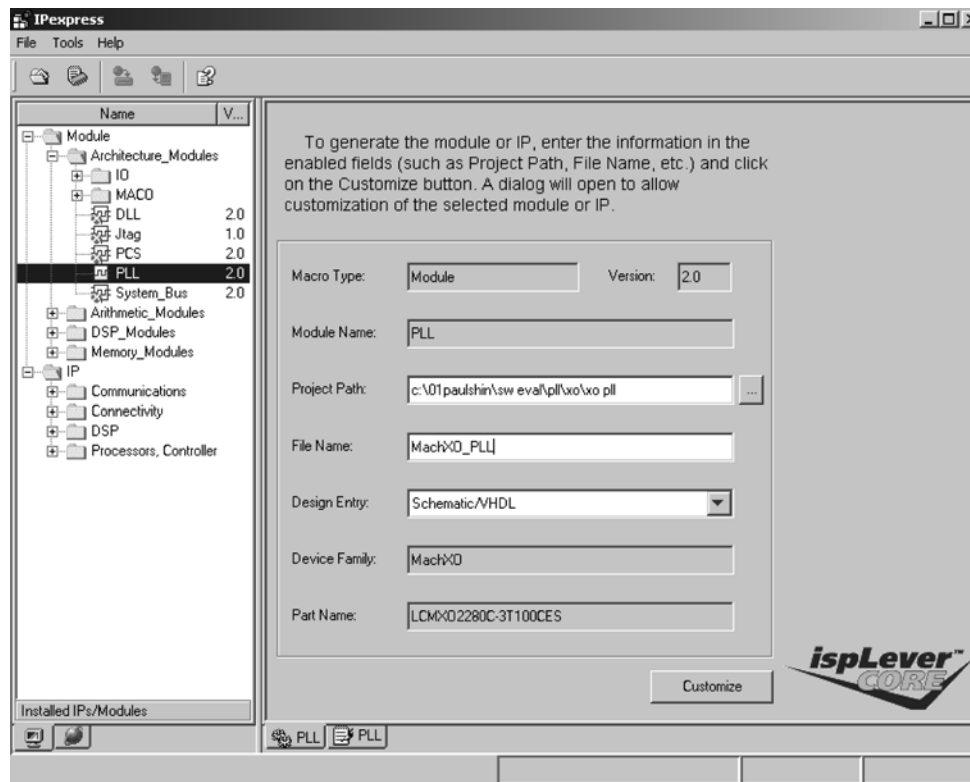 IPexpress
File Tools Help
Name V...
Module
Architecture_Modules
IO
MACO
DLL 2.0
Jtag 1.0
PCS 2.0
PLL 2.0
System_Bus 2.0
Arithmetic_Modules
DSP_Modules
Memory_Modules
IP
Communications
Connectivity
DSP
Processors, Controller
Installed IPs/Modules
To generate the module or IP, enter the information in the
enabled fields (such as Project Path, File Name, etc.) and click
on the Customize button. A dialog will open to allow
customization of the selected module or IP.
Macro Type: Module Version: 2.0
Module Name: PLL
Project Path: c:\01paulshin\sw eval\pll\xo\xo pll ...
File Name: MachXO_PLL
Design Entry: Schematic/VHDL
Device Family: MachXO
Part Name: LCMXO2280C-3T100CES
Customize
ispLever™
CORE
PLL PLL